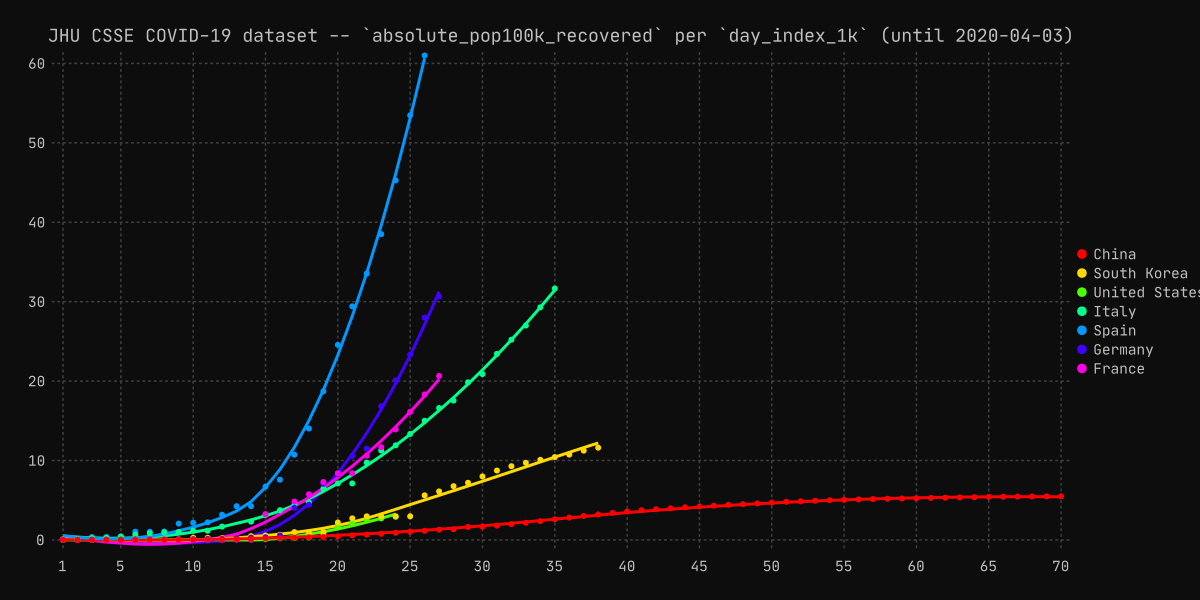 JHU CSSE COVID-19 dataset -- `absolute_pop100k_recovered` per `day_index_1k` (until 2020-04-03)
60
50
40
30
20
10
0
1 5 10 15 20 25 30 35 40 45 50 55 60 65 70
China
South Korea
United States
Italy
Spain
Germany
France